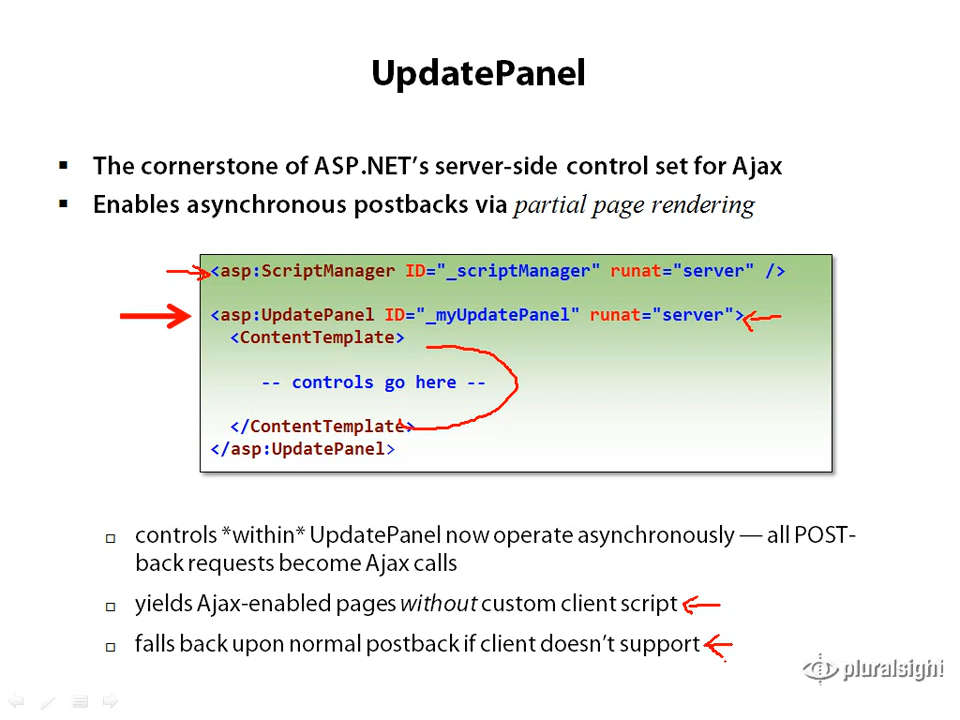 UpdatePanel
▪ The cornerstone of ASP.NET’s server-side control set for Ajax
▪ Enables asynchronous postbacks via partial page rendering
<asp:ScriptManager ID="_scriptManager" runat="server" />
<asp:UpdatePanel ID="_myUpdatePanel" runat="server">
<ContentTemplate>
-- controls go here --
</ContentTemplate>
</asp:UpdatePanel>
▫ controls *within* UpdatePanel now operate asynchronously — all POST-
back requests become Ajax calls
▫ yields Ajax-enabled pages without custom client script
▫ falls back upon normal postback if client doesn’t support
pluralsight